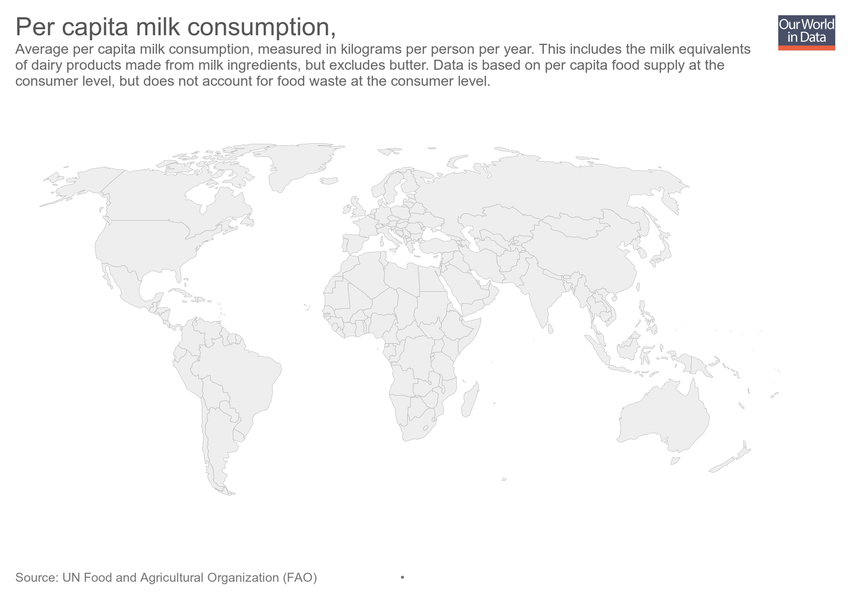 Per capita milk consumption,
Our World
in Data
Average per capita milk consumption, measured in kilograms per person per year. This includes the milk equivalents
of dairy products made from milk ingredients, but excludes butter. Data is based on per capita food supply at the
consumer level, but does not account for food waste at the consumer level.
Source: UN Food and Agricultural Organization (FAO) •